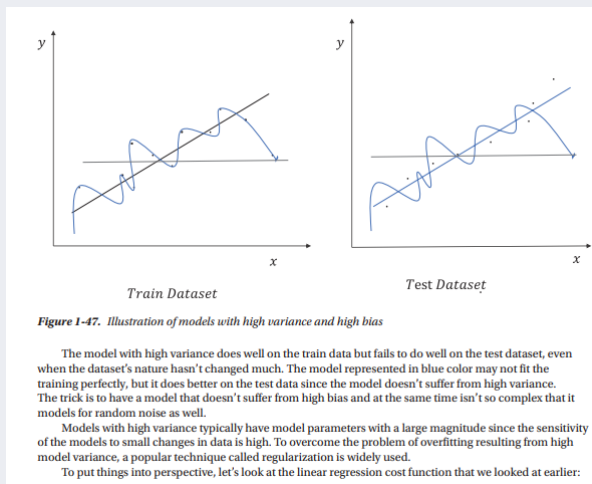 y
y
x
x
Train Dataset
Test Dataset
Figure 1-47. Illustration of models with high variance and high bias
The model with high variance does well on the train data but fails to do well on the test dataset, even
when the dataset's nature hasn't changed much. The model represented in blue color may not fit the
training perfectly, but it does better on the test data since the model doesn't suffer from high variance.
The trick is to have a model that doesn't suffer from high bias and at the same time isn't so complex that it
models for random noise as well.
Models with high variance typically have model parameters with a large magnitude since the sensitivity
of the models to small changes in data is high. To overcome the problem of overfitting resulting from high
model variance, a popular technique called regularization is widely used.
To put things into perspective, let's look at the linear regression cost function that we looked at earlier: